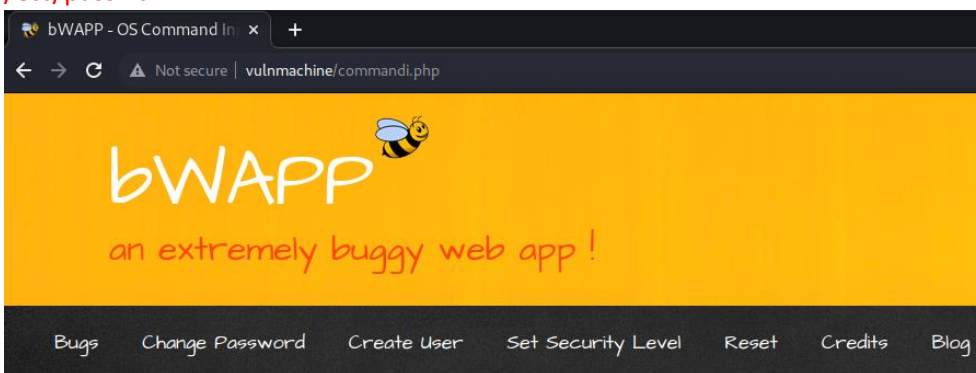 bWAPP - OS Command In
Not secure | vulnmachine/commandi.php
bWAPP
an extremely buggy web app !
Bugs Change Password Create User Set Security Level Reset Credits Blog